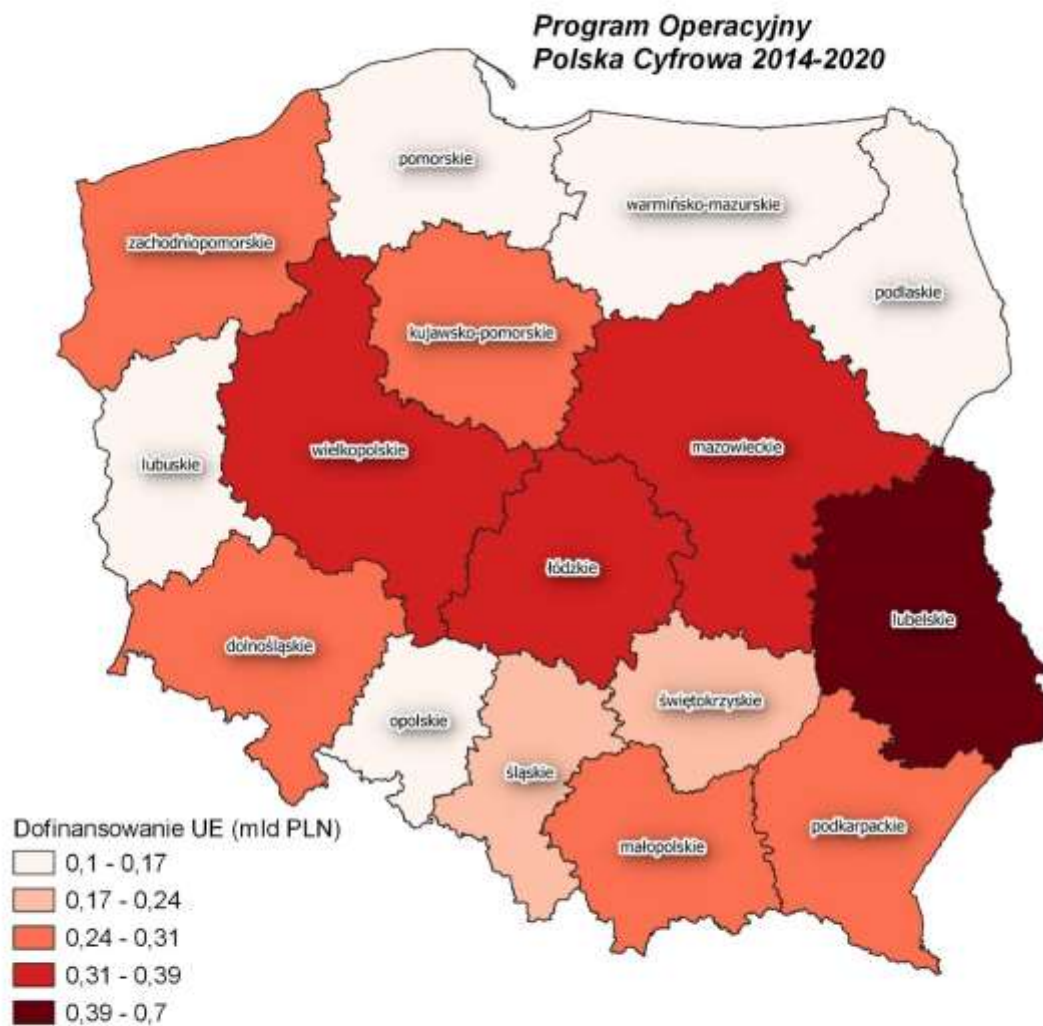 Program Operacyjny
Polska Cyfrowa 2014-2020
pomorskie
warmińsko-mazurskie
zachodniopomorskie
podlaskie
kujawsko-pomorskie
mazowieckie
wielkopolskie
lubuskie
łódzkie
lubelskie
dolnośląskie
świętokrzyskie
opolskie
śląskie
podkarpackie
małopolskie
Dofinansowanie UE (mld PLN)
0,1 - 0,17
0,17 - 0,24
0,24 - 0,31
0,31 - 0,39
0,39 - 0,7